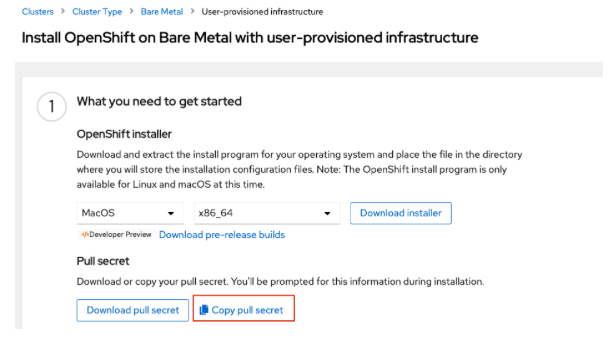 Clusters > Cluster Type > Bare Metal > User-provisioned infrastructure
Install OpenShift on Bare Metal with user-provisioned infrastructure
1 What you need to get started
OpenShift installer
Download and extract the install program for your operating system and place the file in the directory
where you will store the installation configuration files. Note: The OpenShift install program is only
available for Linux and macOS at this time.
MacOS x86_64 Download installer
</>Developer Preview Download pre-release builds
Pull secret
Download or copy your pull secret. You'll be prompted for this information during installation.
Download pull secret Copy pull secret